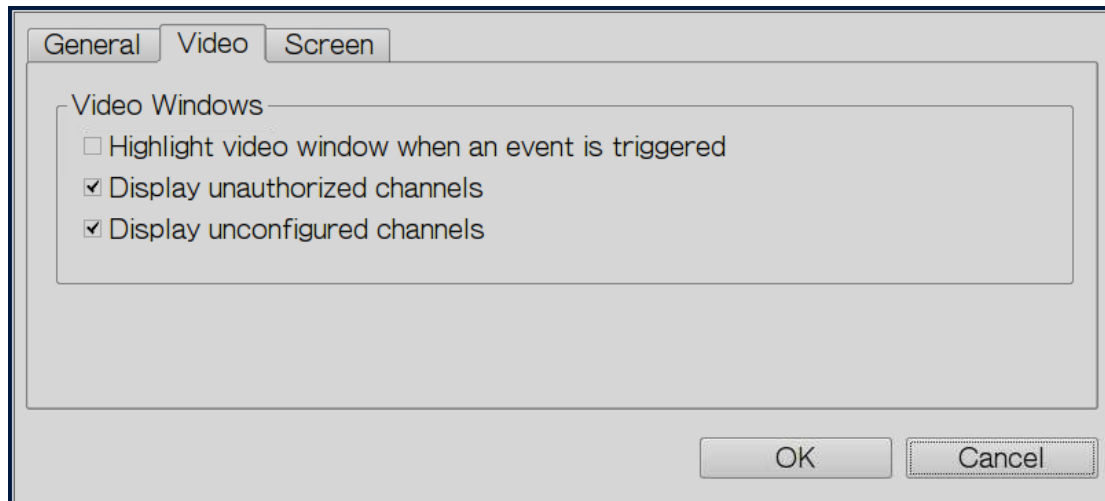 General Video Screen
Video Windows
Highlight video window when an event is triggered
Display unauthorized channels
Display unconfigured channels
OK Cancel